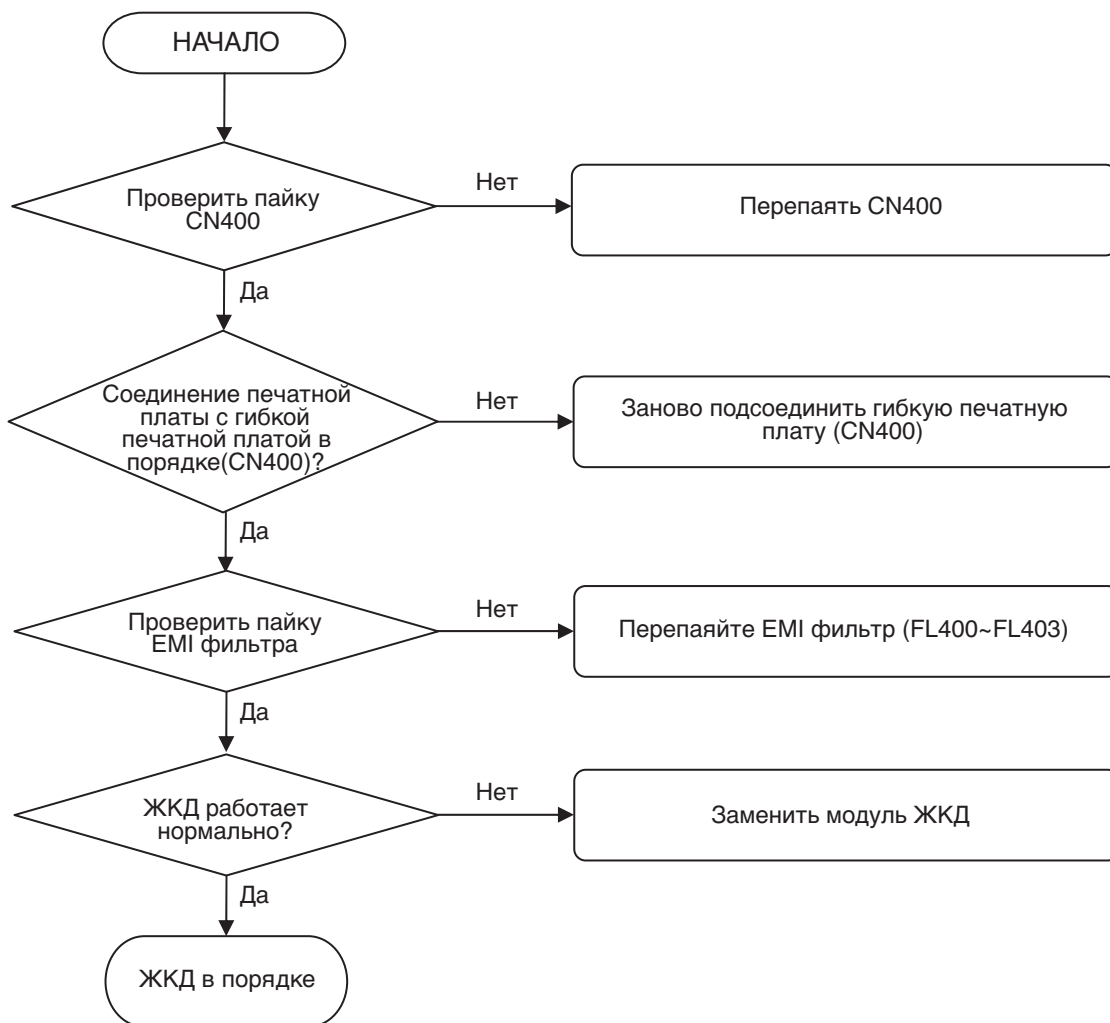 НАЧАЛО
Проверить пайку
CN400
Нет
Перепаять CN400
Да
Соединение печатной
платы с гибкой
печатной платой в
порядке(CN400)?
Нет
Заново подсоединить гибкую печатную
плату (CN400)
Да
Проверить пайку
EMI фильтра
Нет
Перепаяйте EMI фильтр (FL400~FL403)
Да
ЖКД работает
нормально?
Нет
Заменить модуль ЖКД
Да
ЖКД в порядке